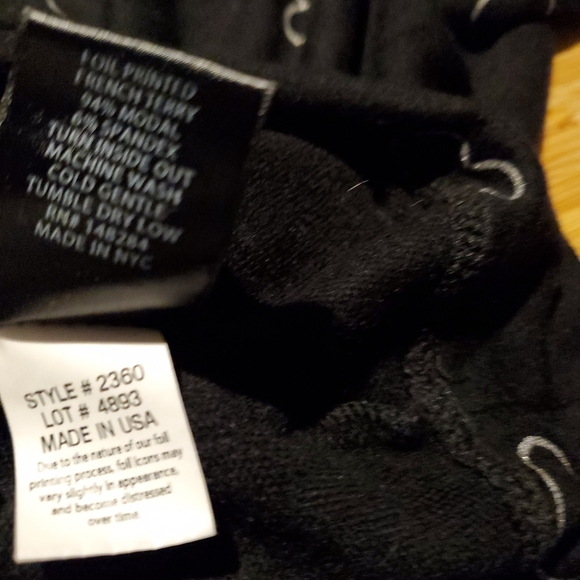 FOIL PRINTED
FRENCH TERRY
94% MODAL
6% SPANDEX
TURN INSIDE OUT
MACHINE WASH
COLD GENTLE
TUMBLE DRY LOW
RN# 148284
MADE IN NYC
STYLE # 2360
LOT # 4893
MADE IN USA
Due to the nature of our foil
printing process, foil icons may
vary slightly in appearance,
and become distressed
over time.